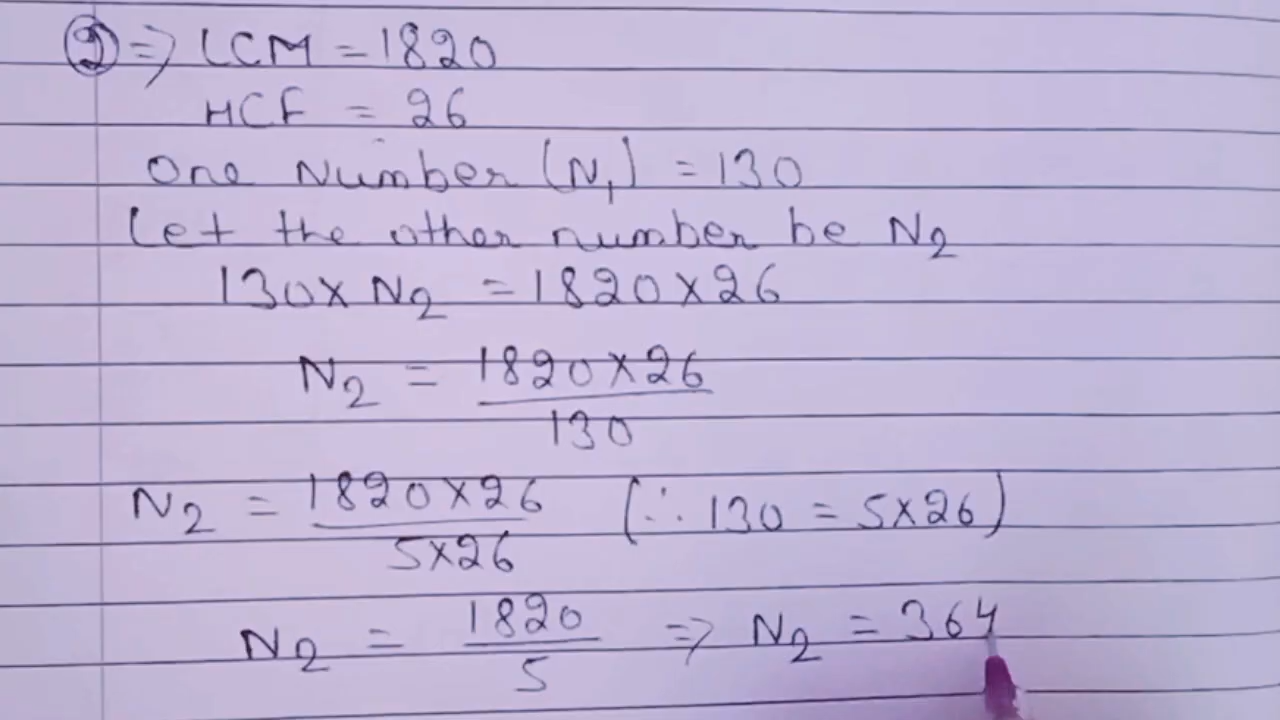 ② ⇒ LCM = 1820
HCF = 26
One Number (N₁) = 130
Let the other number be N₂
130 × N₂ = 1820 × 26
N₂ = 1820 × 26
130
N₂ = 1820 × 26 (∴ 130 = 5 × 26)
5 × 26
N₂ = 1820 ⇒ N₂ = 364
5